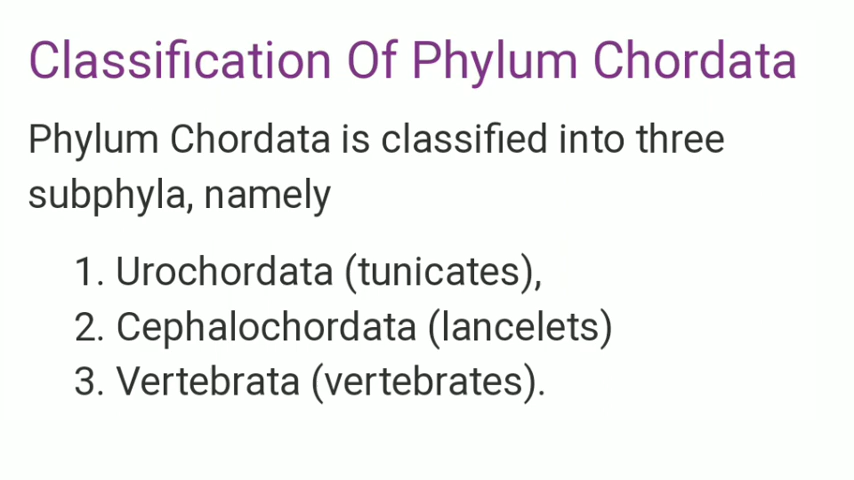 Classification Of Phylum Chordata
Phylum Chordata is classified into three
subphyla, namely
1. Urochordata (tunicates),
2. Cephalochordata (lancelets)
3. Vertebrata (vertebrates).